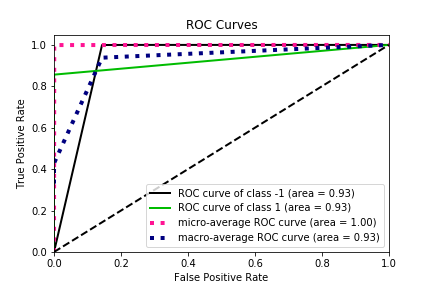 ROC Curves
True Positive Rate
1.0
0.8
0.6
0.4
0.2
0.0
ROC curve of class -1 (area = 0.93)
ROC curve of class 1 (area = 0.93)
micro-average ROC curve (area = 1.00)
macro-average ROC curve (area = 0.93)
0.0 0.2 0.4 0.6 0.8 1.0
False Positive Rate